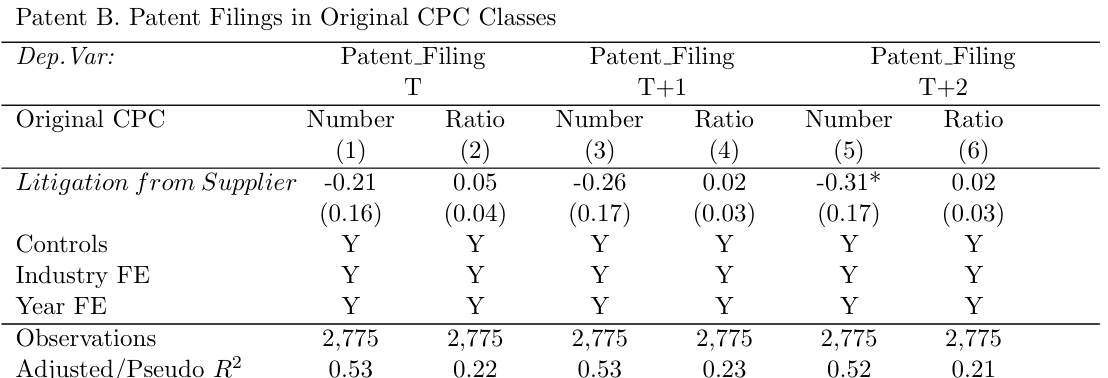 Patent B. Patent Filings in Original CPC Classes
Dep.Var: Patent_Filing Patent_Filing Patent_Filing
T T+1 T+2
Original CPC Number Ratio Number Ratio Number Ratio
(1) (2) (3) (4) (5) (6)
Litigation from Supplier -0.21 0.05 -0.26 0.02 -0.31* 0.02
(0.16) (0.04) (0.17) (0.03) (0.17) (0.03)
Controls Y Y Y Y Y Y
Industry FE Y Y Y Y Y Y
Year FE Y Y Y Y Y Y
Observations 2,775 2,775 2,775 2,775 2,775 2,775
Adjusted/Pseudo R² 0.53 0.22 0.53 0.23 0.52 0.21